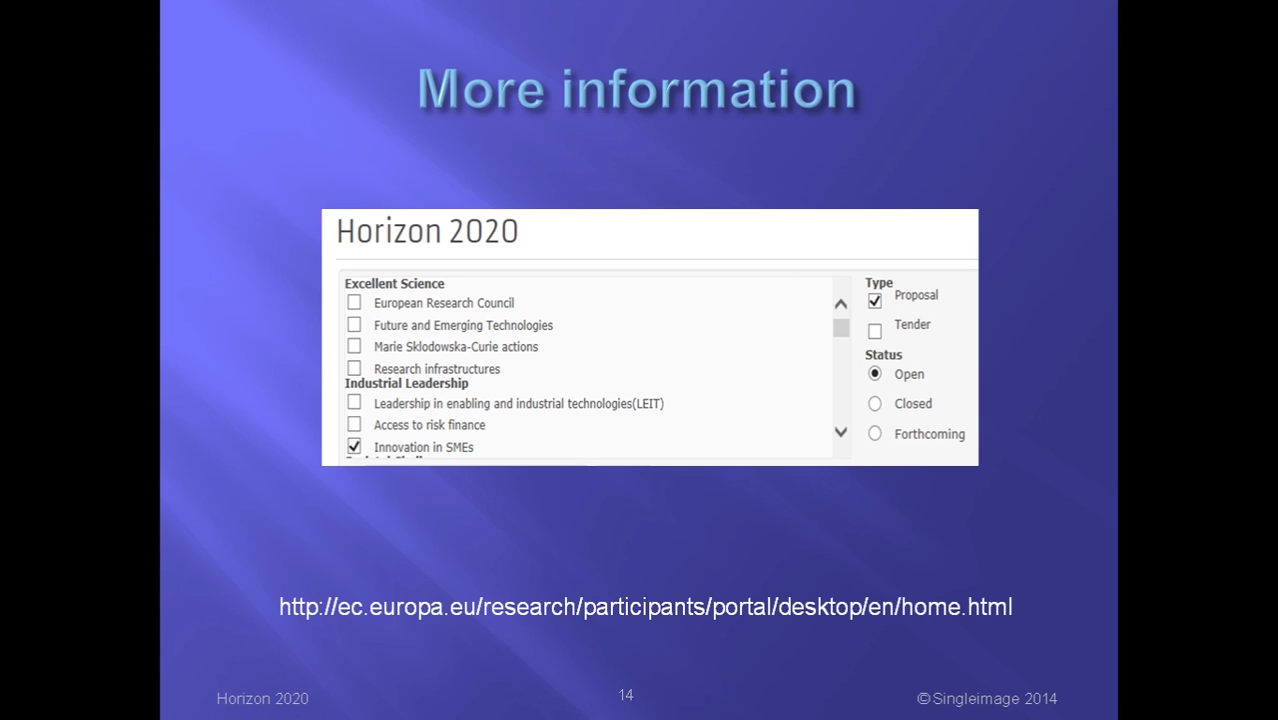 More information
Horizon 2020
Excellent Science
European Research Council
Future and Emerging Technologies
Marie Sklodowska-Curie actions
Research infrastructures
Industrial Leadership
Leadership in enabling and industrial technologies(LEIT)
Access to risk finance
Innovation in SMEs
Type
Proposal
Tender
Status
Open
Closed
Forthcoming
http://ec.europa.eu/research/participants/portal/desktop/en/home.html
Horizon 2020
14
©Singleimage 2014